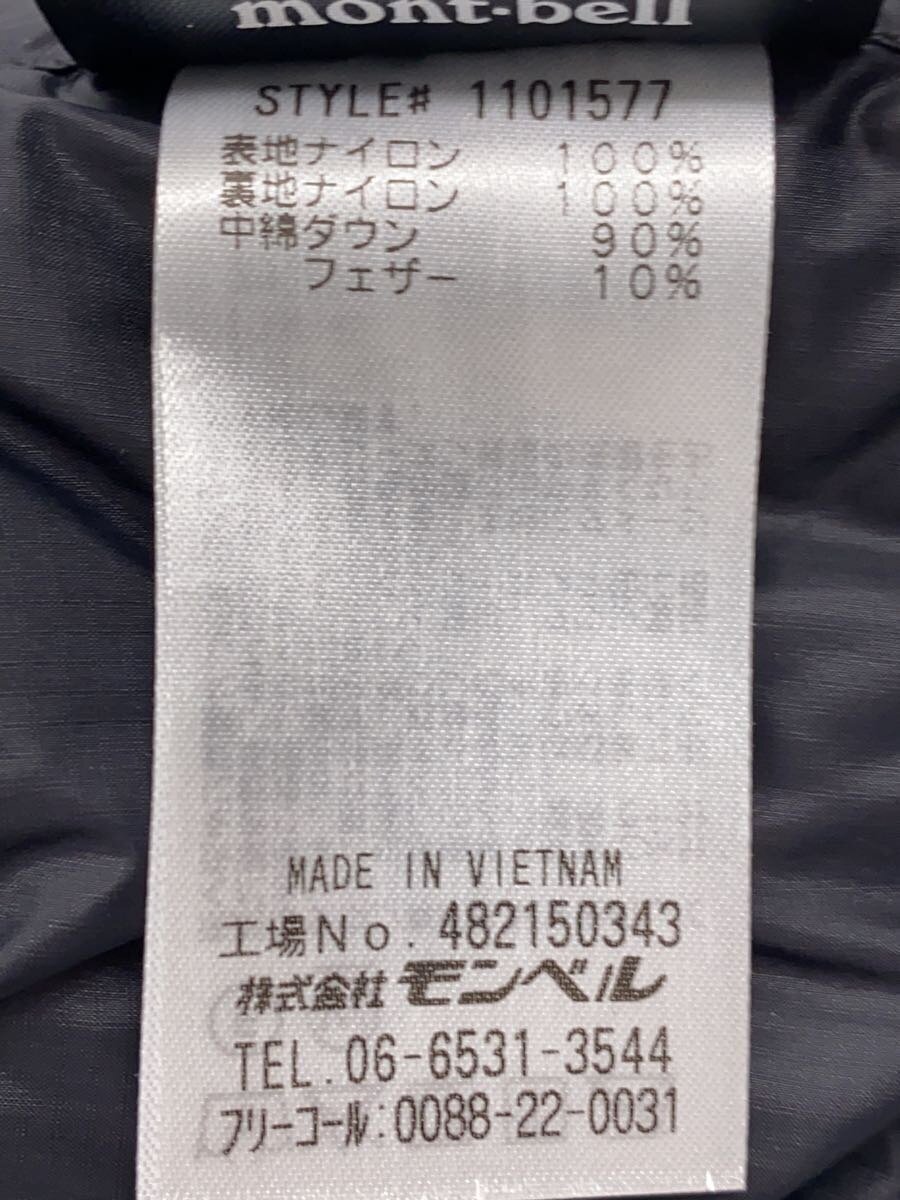 mont-bell
STYLE# 1101577
表地ナイロン 100%
裏地ナイロン 100%
中綿ダウン 90%
フェザー 10%
MADE IN VIETNAM
工場No. 482150343
株式会社モンベル
TEL.06-6531-3544
フリーコール:0088-22-0031